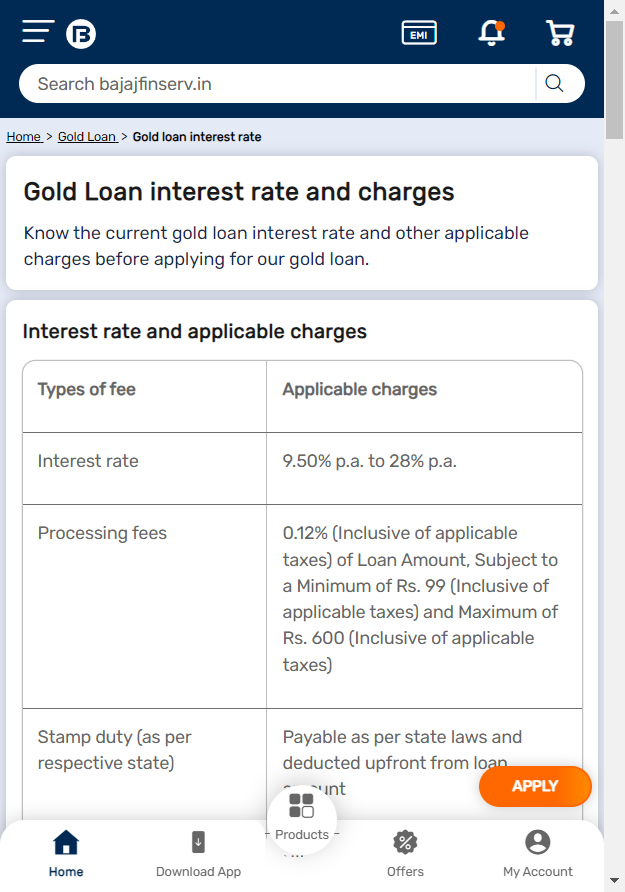 EMI
Search bajajfinserv.in
Home > Gold Loan > Gold loan interest rate
Gold Loan interest rate and charges
Know the current gold loan interest rate and other applicable
charges before applying for our gold loan.
Interest rate and applicable charges
Types of fee
Applicable charges
Interest rate
9.50% p.a. to 28% p.a.
Processing fees
0.12% (Inclusive of applicable
taxes) of Loan Amount, Subject to
a Minimum of Rs. 99 (Inclusive of
applicable taxes) and Maximum of
Rs. 600 (Inclusive of applicable
taxes)
Stamp duty (as per
respective state)
Payable as per state laws and
deducted upfront from loan
APPLY
Home
Download App
Products
Offers
My Account